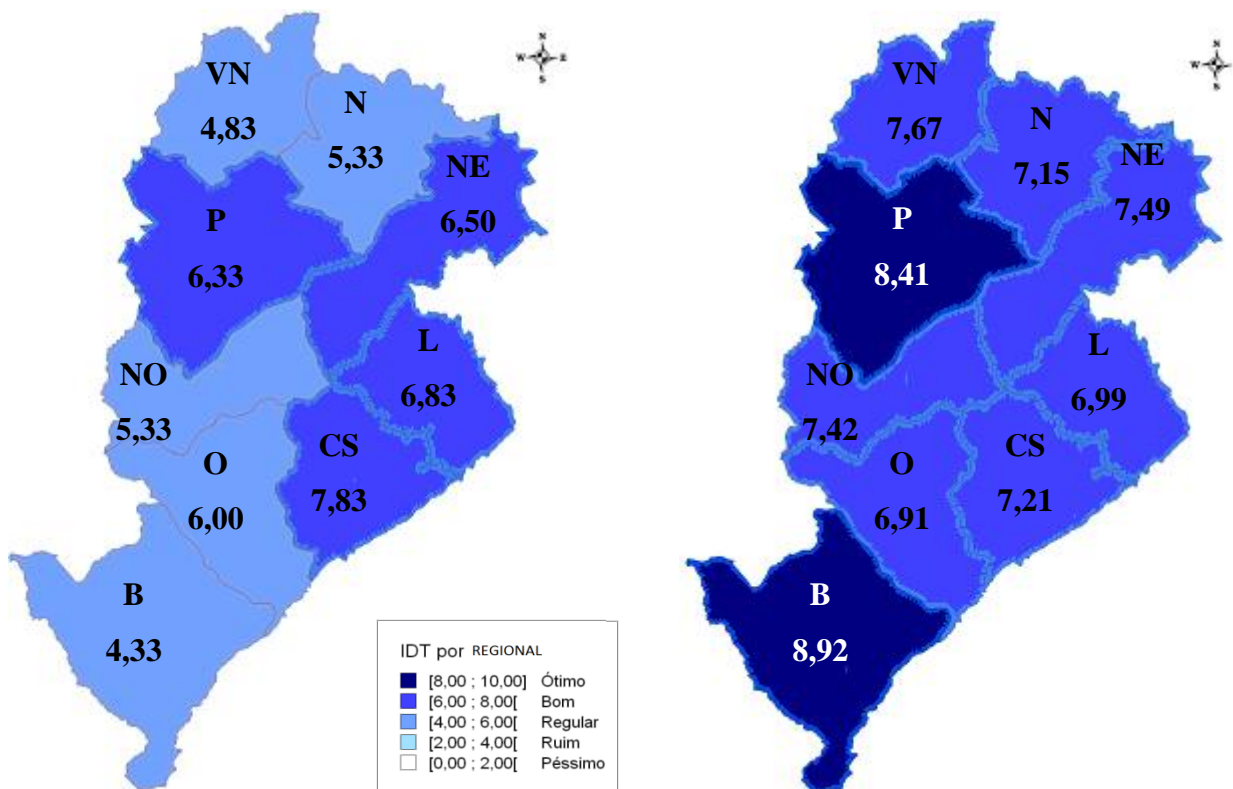 N
W E
S
VN
4,83
N
5,33
NE
6,50
P
6,33
L
6,83
NO
5,33
CS
7,83
O
6,00
B
4,33
IDT por REGIONAL
[8,00 ; 10,00] Ótimo
[6,00 ; 8,00[ Bom
[4,00 ; 6,00[ Regular
[2,00 ; 4,00[ Ruim
[0,00 ; 2,00[ Péssimo
N
W E
S
VN
7,67
N
7,15
NE
7,49
P
8,41
L
6,99
NO
7,42
O
6,91
CS
7,21
B
8,92